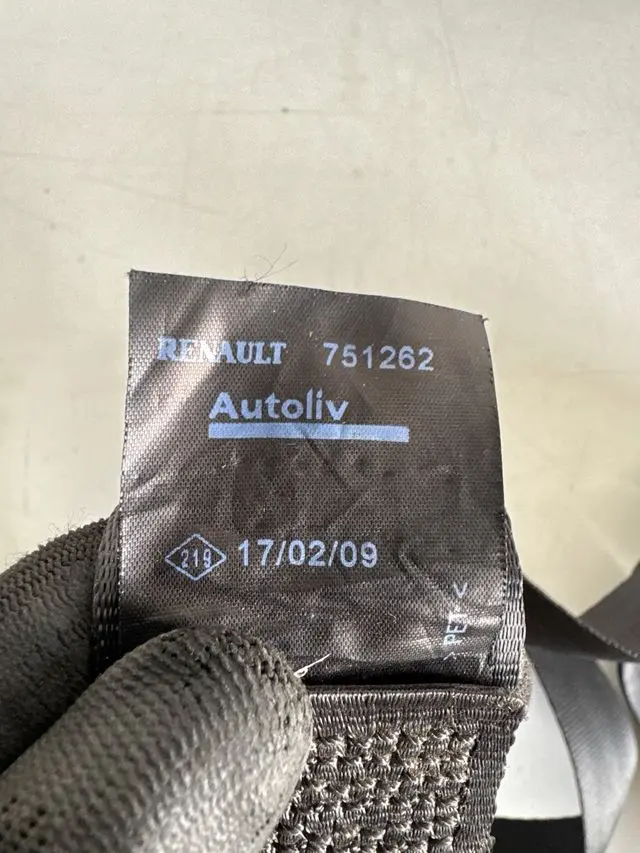 RENAULT 751262
Autoliv
219 17/02/09
>PET<